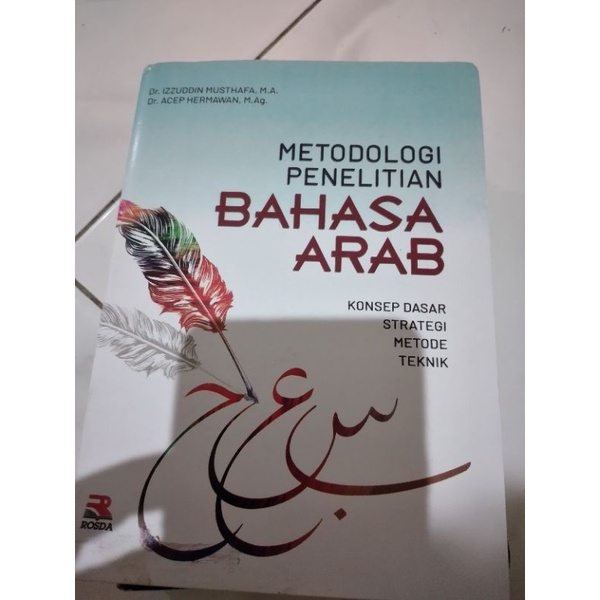 Dr. IZZUDDIN MUSTHAFA, M.A.
Dr. ACEP HERMAWAN, M.Ag.
METODOLOGI
PENELITIAN
BAHASA
ARAB
KONSEP DASAR
STRATEGI
METODE
TEKNIK
ROSDA